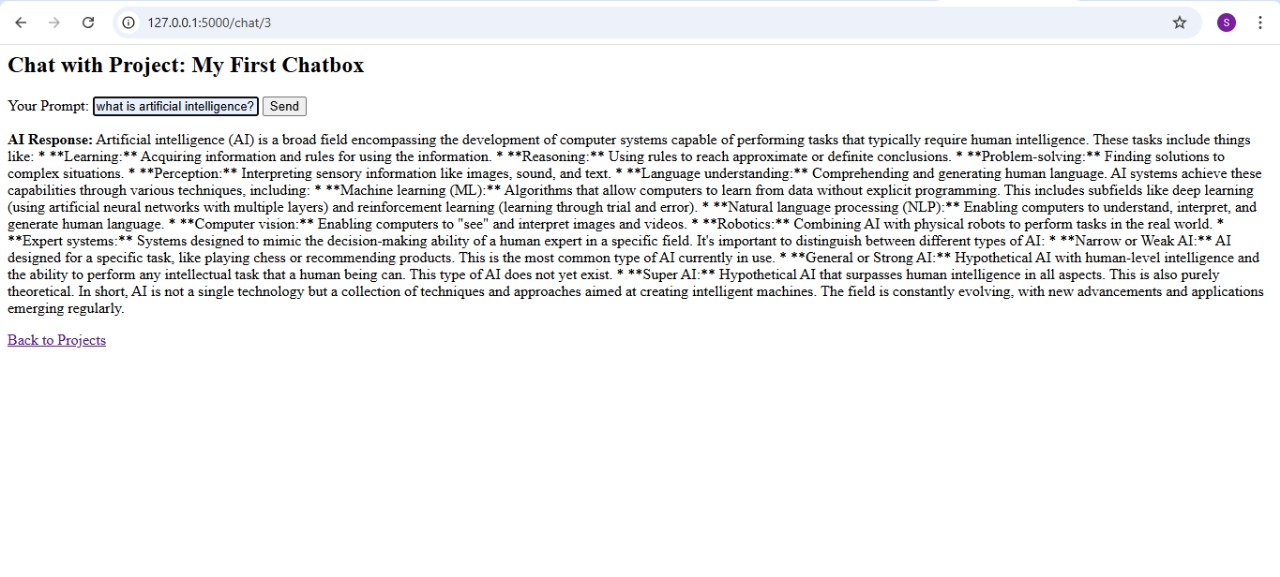 127.0.0.1:5000/chat/3
S
Chat with Project: My First Chatbox
Your Prompt: what is artificial intelligence? Send
AI Response: Artificial intelligence (AI) is a broad field encompassing the development of computer systems capable of performing tasks that typically require human intelligence. These tasks include things
like: * **Learning:** Acquiring information and rules for using the information. * **Reasoning:** Using rules to reach approximate or definite conclusions. * **Problem-solving:** Finding solutions to
complex situations. * **Perception:** Interpreting sensory information like images, sound, and text. * **Language understanding:** Comprehending and generating human language. AI systems achieve these
capabilities through various techniques, including: * **Machine learning (ML):** Algorithms that allow computers to learn from data without explicit programming. This includes subfields like deep learning
(using artificial neural networks with multiple layers) and reinforcement learning (learning through trial and error). * **Natural language processing (NLP):** Enabling computers to understand, interpret, and
generate human language. * **Computer vision:** Enabling computers to "see" and interpret images and videos. * **Robotics:** Combining AI with physical robots to perform tasks in the real world. *
**Expert systems:** Systems designed to mimic the decision-making ability of a human expert in a specific field. It's important to distinguish between different types of AI: * **Narrow or Weak AI:** AI
designed for a specific task, like playing chess or recommending products. This is the most common type of AI currently in use. * **General or Strong AI:** Hypothetical AI with human-level intelligence and
the ability to perform any intellectual task that a human being can. This type of AI does not yet exist. * **Super AI:** Hypothetical AI that surpasses human intelligence in all aspects. This is also purely
theoretical. In short, AI is not a single technology but a collection of techniques and approaches aimed at creating intelligent machines. The field is constantly evolving, with new advancements and applications
emerging regularly.
Back to Projects